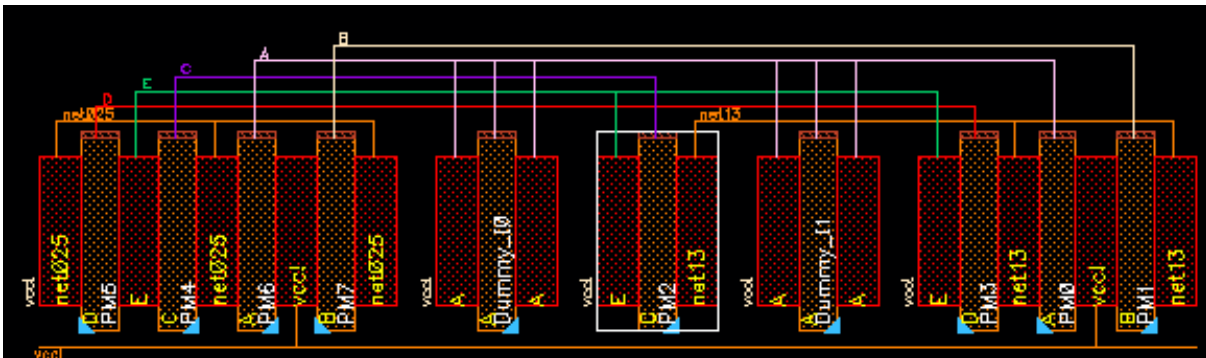 B
A
C
E
D
net025
net13
vcc!
net025
D
PM5
E
C
PM4
net025
A
PM6
vcc!
B
PM7
net025
vcc!
A
A
Dummy_I0
A
vcc!
E
C
PM2
net13
vcc!
A
A
Dummy_I1
A
vcc!
E
D
PM3
net13
A
PM0
vcc!
B
PM1
net13
vcc!